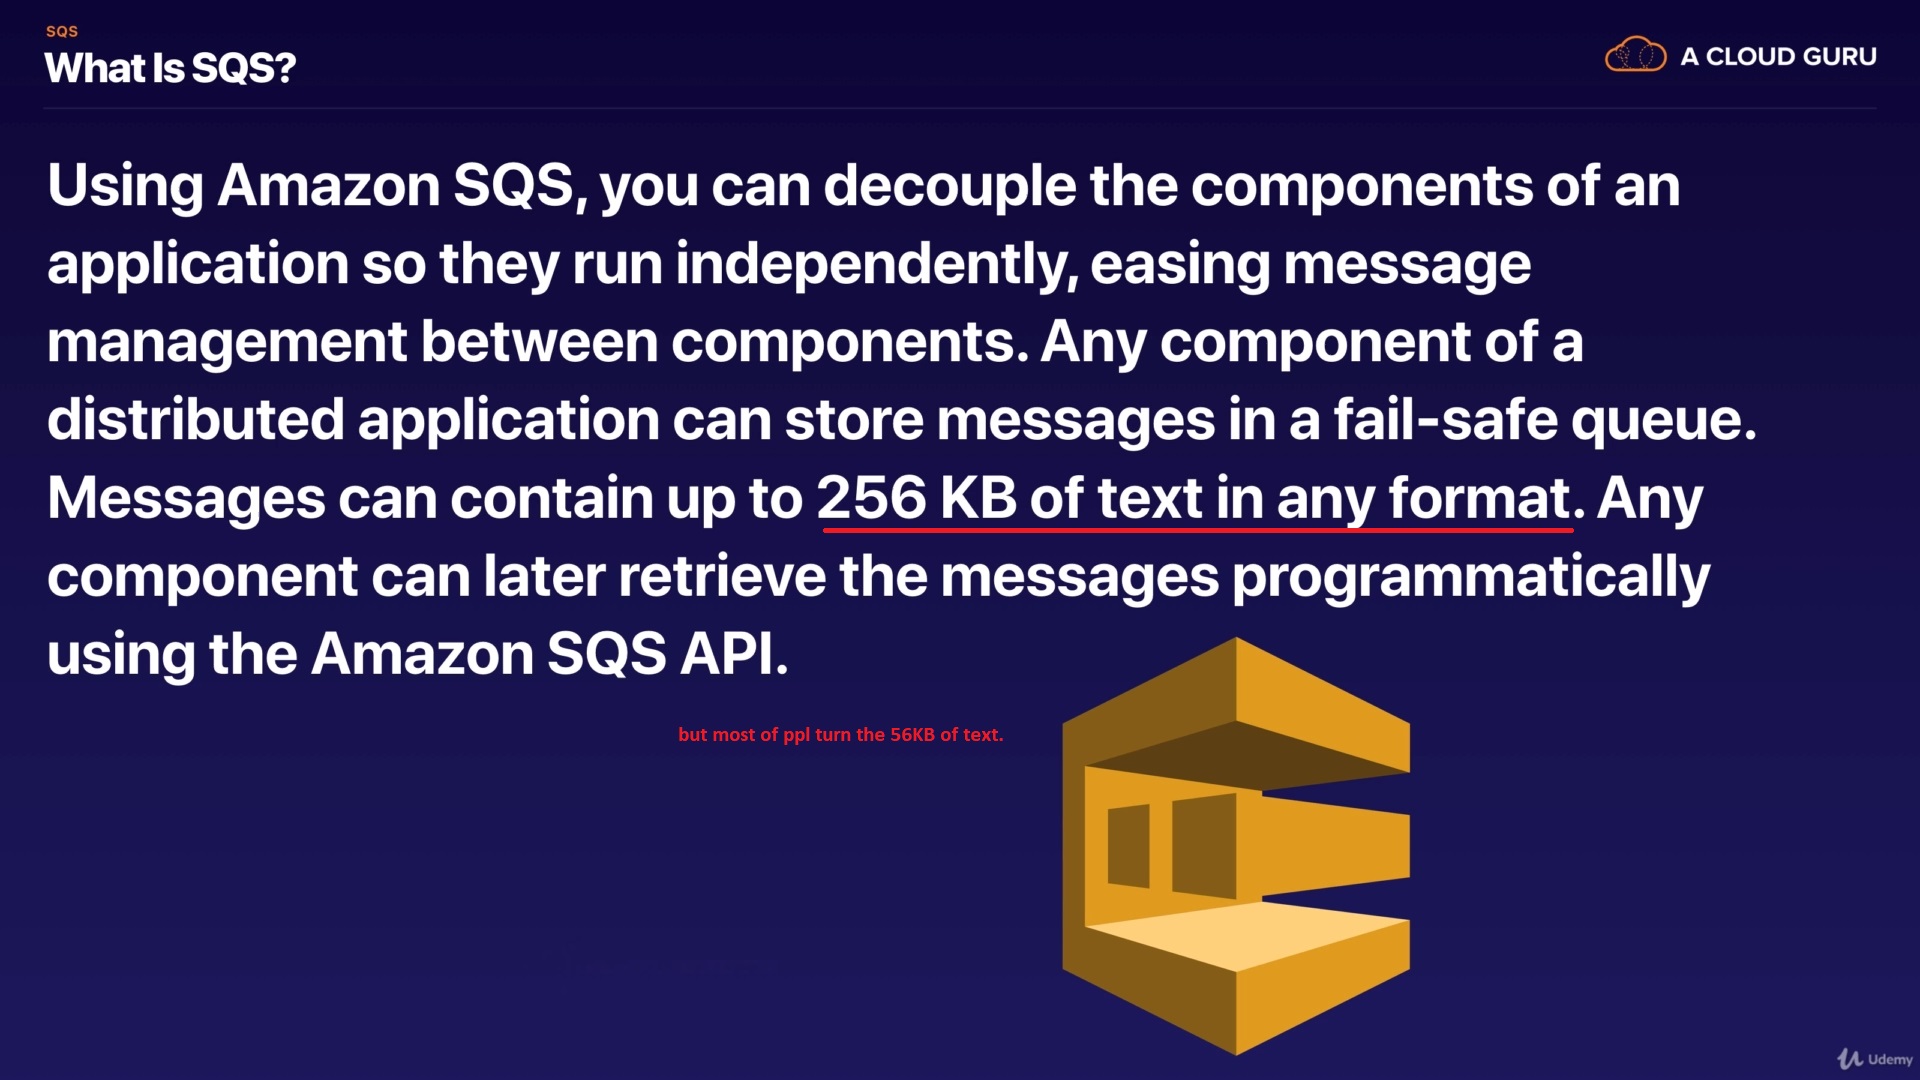 SQS
What Is SQS?
A CLOUD GURU
Using Amazon SQS, you can decouple the components of an
application so they run independently, easing message
management between components. Any component of a
distributed application can store messages in a fail-safe queue.
Messages can contain up to 256 KB of text in any format. Any
component can later retrieve the messages programmatically
using the Amazon SQS API.
but most of ppl turn the 56KB of text.
Udemy